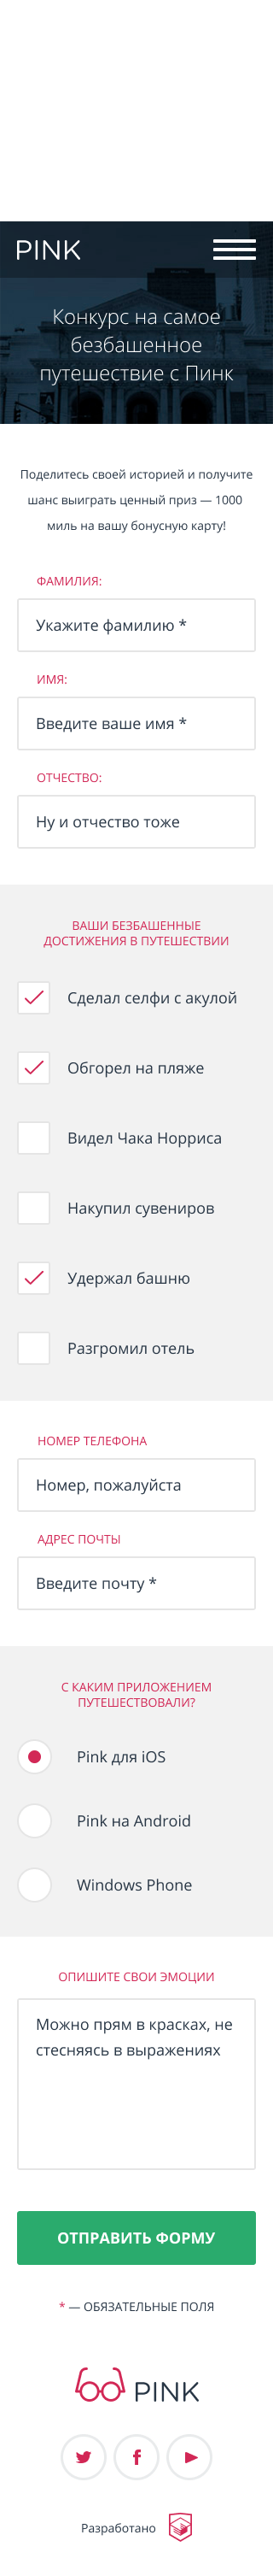 PINK
Конкурс на самое
безбашенное
путешествие с Пинк
Поделитесь своей историей и получите
шанс выиграть ценный приз — 1000
миль на вашу бонусную карту!
ФАМИЛИЯ:
Укажите фамилию *
ИМЯ:
Введите ваше имя *
ОТЧЕСТВО:
Ну и отчество тоже
ВАШИ БЕЗБАШЕННЫЕ
ДОСТИЖЕНИЯ В ПУТЕШЕСТВИИ
Сделал селфи с акулой
Обгорел на пляже
Видел Чака Норриса
Накупил сувениров
Удержал башню
Разгромил отель
НОМЕР ТЕЛЕФОНА
Номер, пожалуйста
АДРЕС ПОЧТЫ
Введите почту *
С КАКИМ ПРИЛОЖЕНИЕМ
ПУТЕШЕСТВОВАЛИ?
Pink для iOS
Pink на Android
Windows Phone
ОПИШИТЕ СВОИ ЭМОЦИИ
Можно прям в красках, не
стесняясь в выражениях
ОТПРАВИТЬ ФОРМУ
* — ОБЯЗАТЕЛЬНЫЕ ПОЛЯ
PINK
Разработано